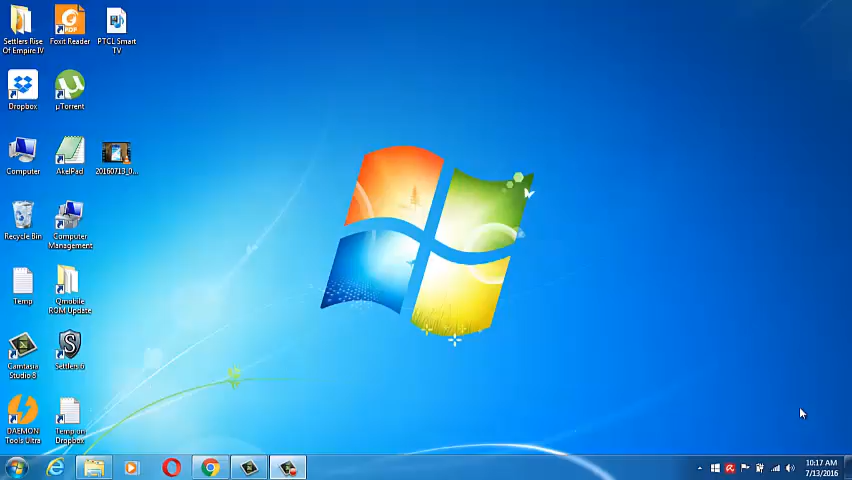 Settlers Rise
Of Empire IV
Foxit Reader
PTCL Smart
TV
Dropbox
µTorrent
Computer
AkelPad
20160713_0...
Recycle Bin
Computer
Management
Temp
Qmobile
ROM Update
Camtasia
Studio 8
Settlers 6
DAEMON
Tools Ultra
Temp on
Dropbox
10:17 AM
7/13/2016